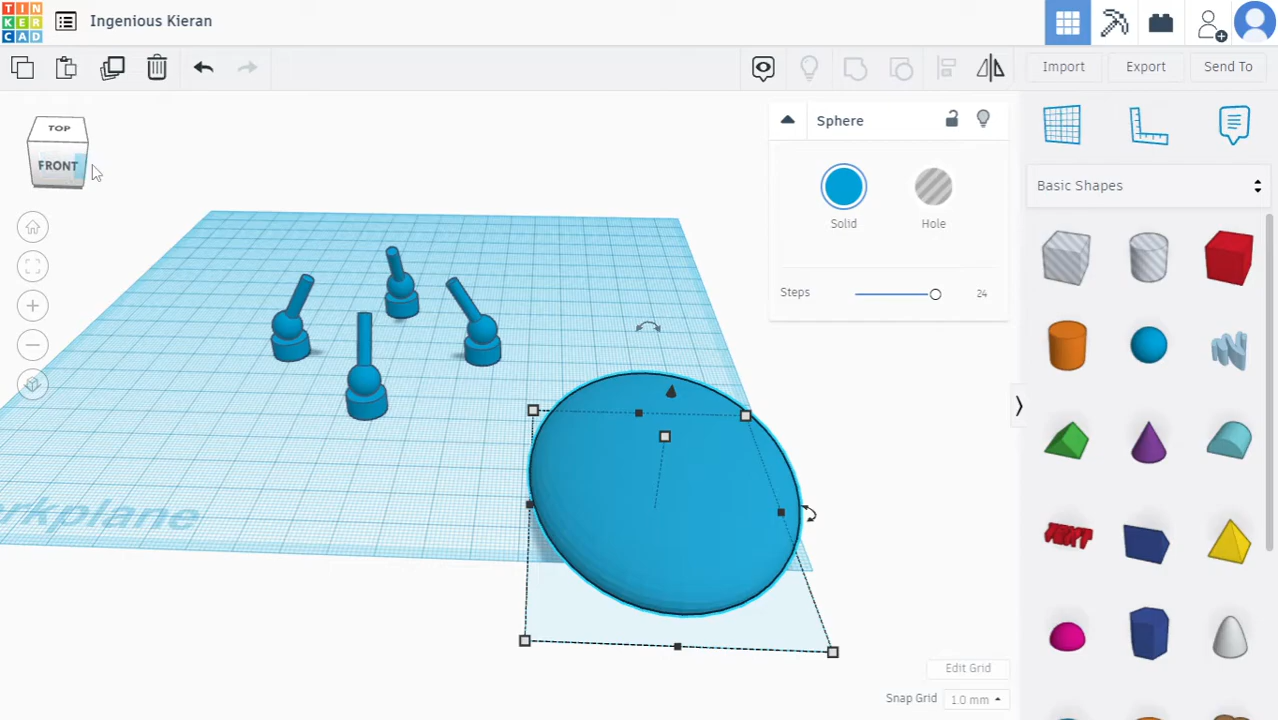 TIN
KER
CAD
Ingenious Kieran
Import
Export
Send To
TOP
FRONT
Sphere
Solid
Hole
Steps
24
Basic Shapes
TEXT
rkplane
Edit Grid
Snap Grid
1.0 mm